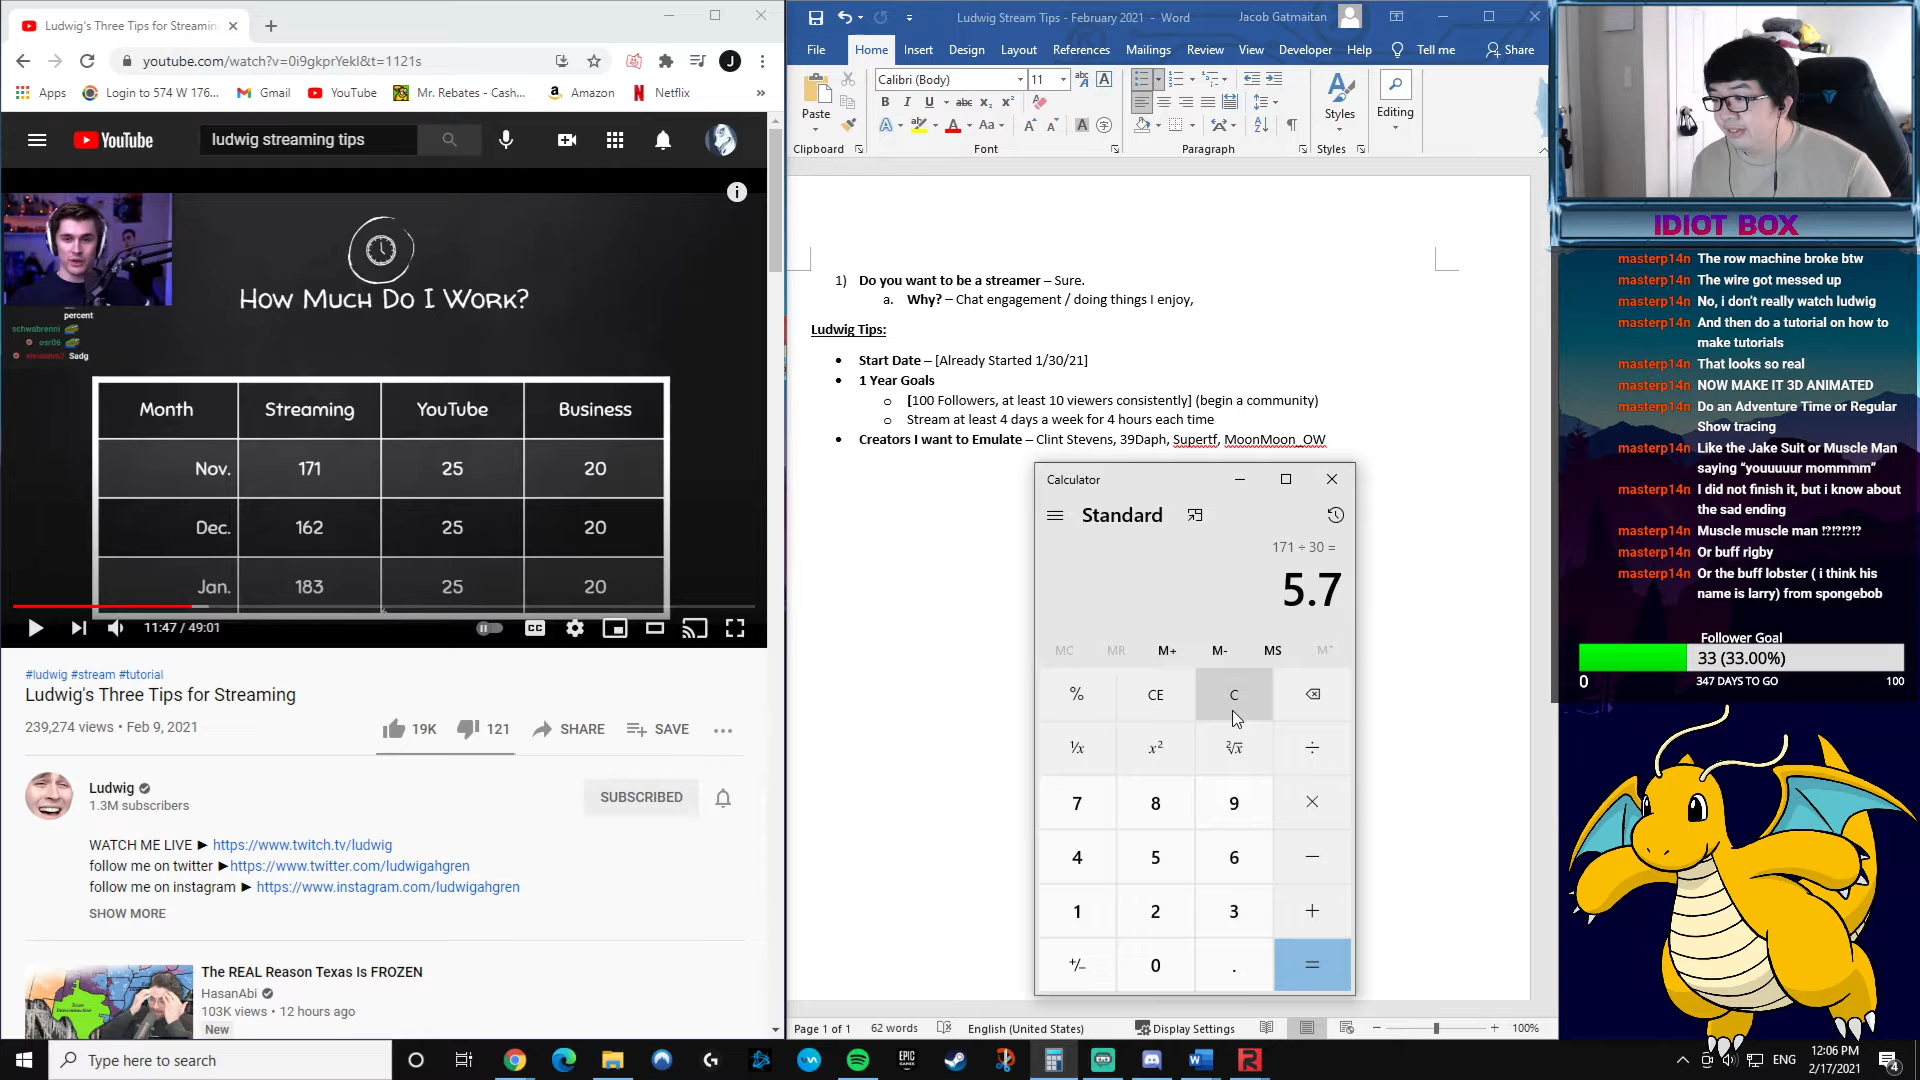 Ludwig's Three Tips for Streamin
youtube.com/watch?v=0i9gkprYekI&t=1121s
J
Apps
Login to 574 W 176...
Gmail
YouTube
Mr. Rebates - Cash...
Amazon
Netflix
»
YouTube
ludwig streaming tips
HOW MUCH DO I WORK?
percent
schwabrenni
osr06
Sadg
Month Streaming YouTube Business
Nov. 171 25 20
Dec. 162 25 20
Jan. 183 25 20
11:47 / 49:01
CC
#ludwig #stream #tutorial
Ludwig's Three Tips for Streaming
239,274 views • Feb 9, 2021
19K
121
SHARE
SAVE
Ludwig
1.3M subscribers
SUBSCRIBED
WATCH ME LIVE ► https://www.twitch.tv/ludwig
follow me on twitter ►https://www.twitter.com/ludwigahgren
follow me on instagram ► https://www.instagram.com/ludwigahgren
SHOW MORE
The REAL Reason Texas Is FROZEN
HasanAbi
103K views • 12 hours ago
New
Ludwig Stream Tips - February 2021 - Word
Jacob Gatmaitan
File Home Insert Design Layout References Mailings Review View Developer Help Tell me Share
Calibri (Body) 11
Paste
Styles
Editing
Clipboard Font Paragraph Styles
1) Do you want to be a streamer – Sure.
a. Why? – Chat engagement / doing things I enjoy,
Ludwig Tips:
• Start Date – [Already Started 1/30/21]
• 1 Year Goals
o [100 Followers, at least 10 viewers consistently] (begin a community)
o Stream at least 4 days a week for 4 hours each time
• Creators I want to Emulate – Clint Stevens, 39Daph, Supertf, MoonMoon_OW
Calculator
Standard
171 ÷ 30 =
5.7
MC MR M+ M- MS M˅
% CE C
¹/x x² ²√x ÷
7 8 9 ×
4 5 6 −
1 2 3 +
+/− 0 . =
Page 1 of 1 62 words English (United States) Display Settings 100%
IDIOT BOX
masterp14n The row machine broke btw
masterp14n The wire got messed up
masterp14n No, i don't really watch ludwig
masterp14n And then do a tutorial on how to
make tutorials
masterp14n That looks so real
masterp14n NOW MAKE IT 3D ANIMATED
masterp14n Do an Adventure Time or Regular
Show tracing
masterp14n Like the Jake Suit or Muscle Man
saying “youuuuur mommmm”
masterp14n I did not finish it, but i know about
the sad ending
masterp14n Muscle muscle man !?!?!?!?
masterp14n Or buff rigby
masterp14n Or the buff lobster ( i think his
name is larry) from spongebob
Follower Goal
33 (33.00%)
0 347 DAYS TO GO 100
Type here to search
EPIC
ENG
12:06 PM
2/17/2021
4